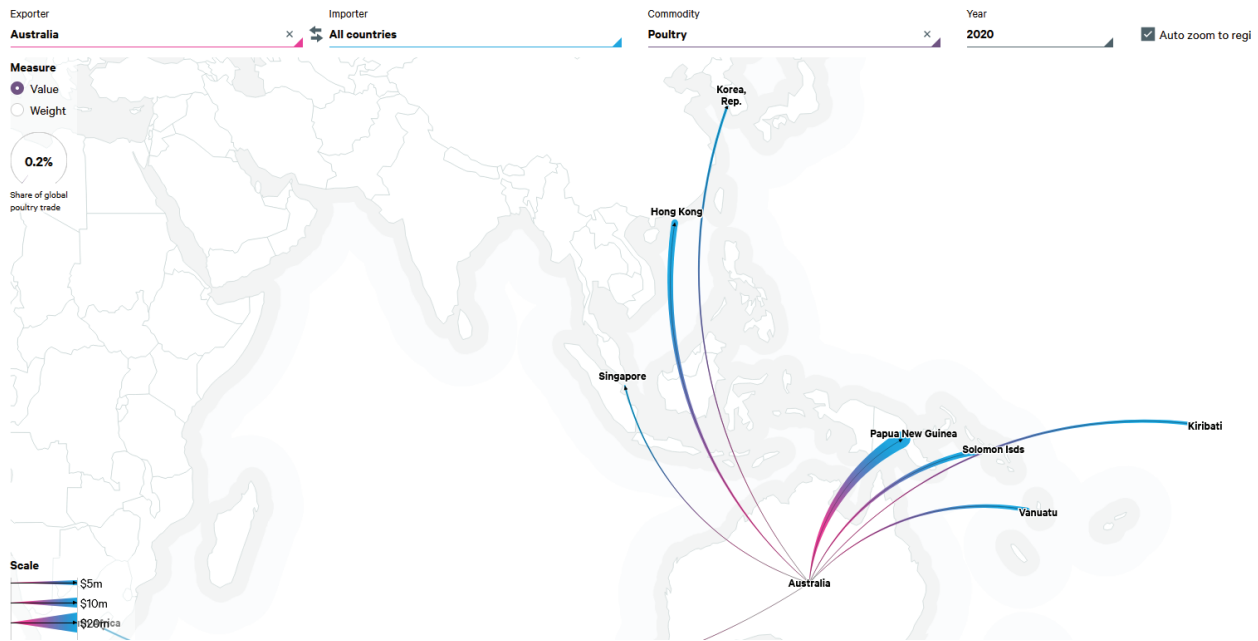 Exporter
Importer
Commodity
Year
Australia
×
All countries
Poultry
×
2020
Auto zoom to regi
Measure
Value
Weight
0.2%
Share of global
poultry trade
Korea,
Rep.
Hong Kong
Singapore
Papua New Guinea
Solomon Isds
Kiribati
Vanuatu
Australia
Scale
$5m
$10m
$20m